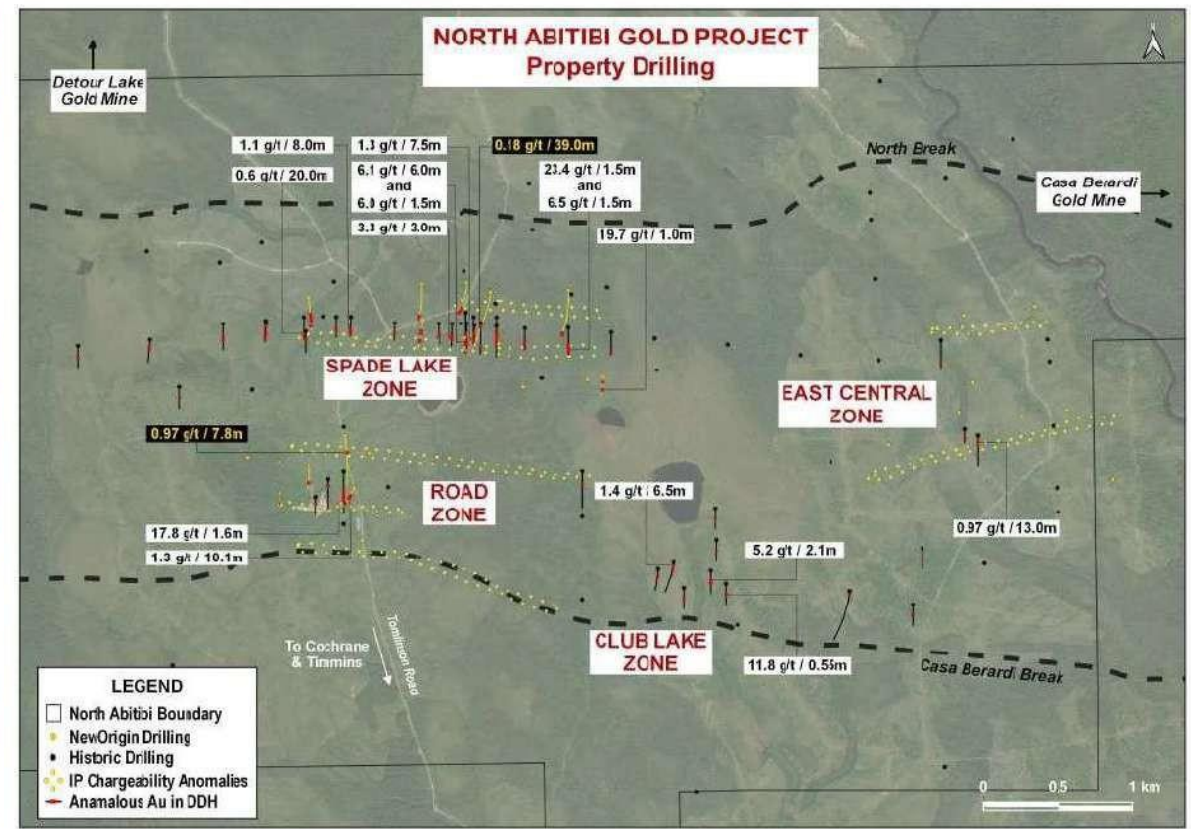 NORTH ABITIBI GOLD PROJECT
Property Drilling
N
Detour Lake
Gold Mine
1.1 g/t / 8.0m
1.3 g/t / 7.5m
0.18 g/t / 39.0m
North Break
0.6 g/t / 20.0m
6.1 g/t / 6.0m
and
6.0 g/t / 1.5m
23.4 g/t / 1.5m
and
6.5 g/t / 1.5m
Casa Berardi
Gold Mine
3.3 g/t / 3.0m
19.7 g/t / 1.0m
SPADE LAKE
ZONE
EAST CENTRAL
ZONE
0.97 g/t / 7.8m
ROAD
ZONE
1.4 g/t / 6.5m
17.8 g/t / 1.6m
0.97 g/t / 13.0m
1.3 g/t / 10.1m
5.2 g/t / 2.1m
To Cochrane
& Timmins
Tomlinson Road
CLUB LAKE
ZONE
11.8 g/t / 0.55m
Casa Berardi Break
LEGEND
North Abitibi Boundary
NewOrigin Drilling
Historic Drilling
IP Chargeability Anomalies
Anamalous Au in DDH
0 0.5 1 km